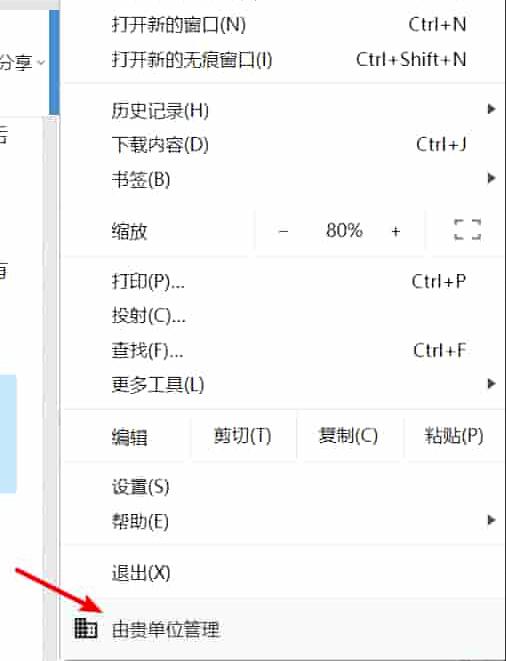 打开新的窗口(N) Ctrl+N
分享
打开新的无痕窗口(I) Ctrl+Shift+N
历史记录(H)
下载内容(D) Ctrl+J
书签(B)
缩放 − 80% +
打印(P)... Ctrl+P
投射(C)...
查找(F)... Ctrl+F
更多工具(L)
编辑 剪切(T) 复制(C) 粘贴(P)
设置(S)
帮助(E)
退出(X)
由贵单位管理